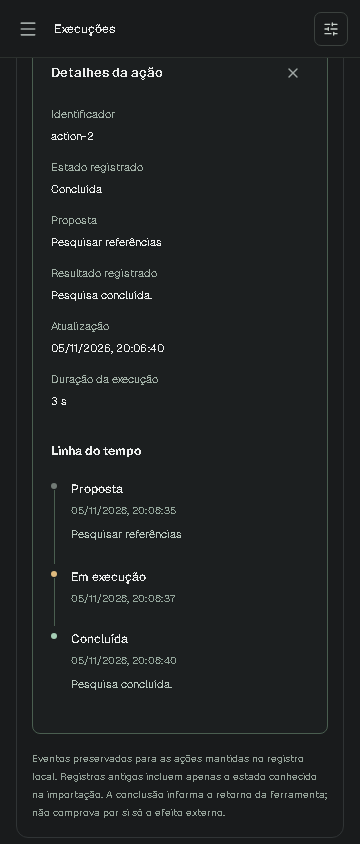 Execuções
Detalhes da ação
Identificador
action-2
Estado registrado
Concluída
Proposta
Pesquisar referências
Resultado registrado
Pesquisa concluída.
Atualização
05/11/2026, 20:06:40
Duração da execução
3 s
Linha do tempo
Proposta
05/11/2026, 20:06:35
Pesquisar referências
Em execução
05/11/2026, 20:06:37
Concluída
05/11/2026, 20:06:40
Pesquisa concluída.
Eventos preservados para as ações mantidas no registro
local. Registros antigos incluem apenas o estado conhecido
na importação. A conclusão informa o retorno da ferramenta;
não comprova por si só o efeito externo.